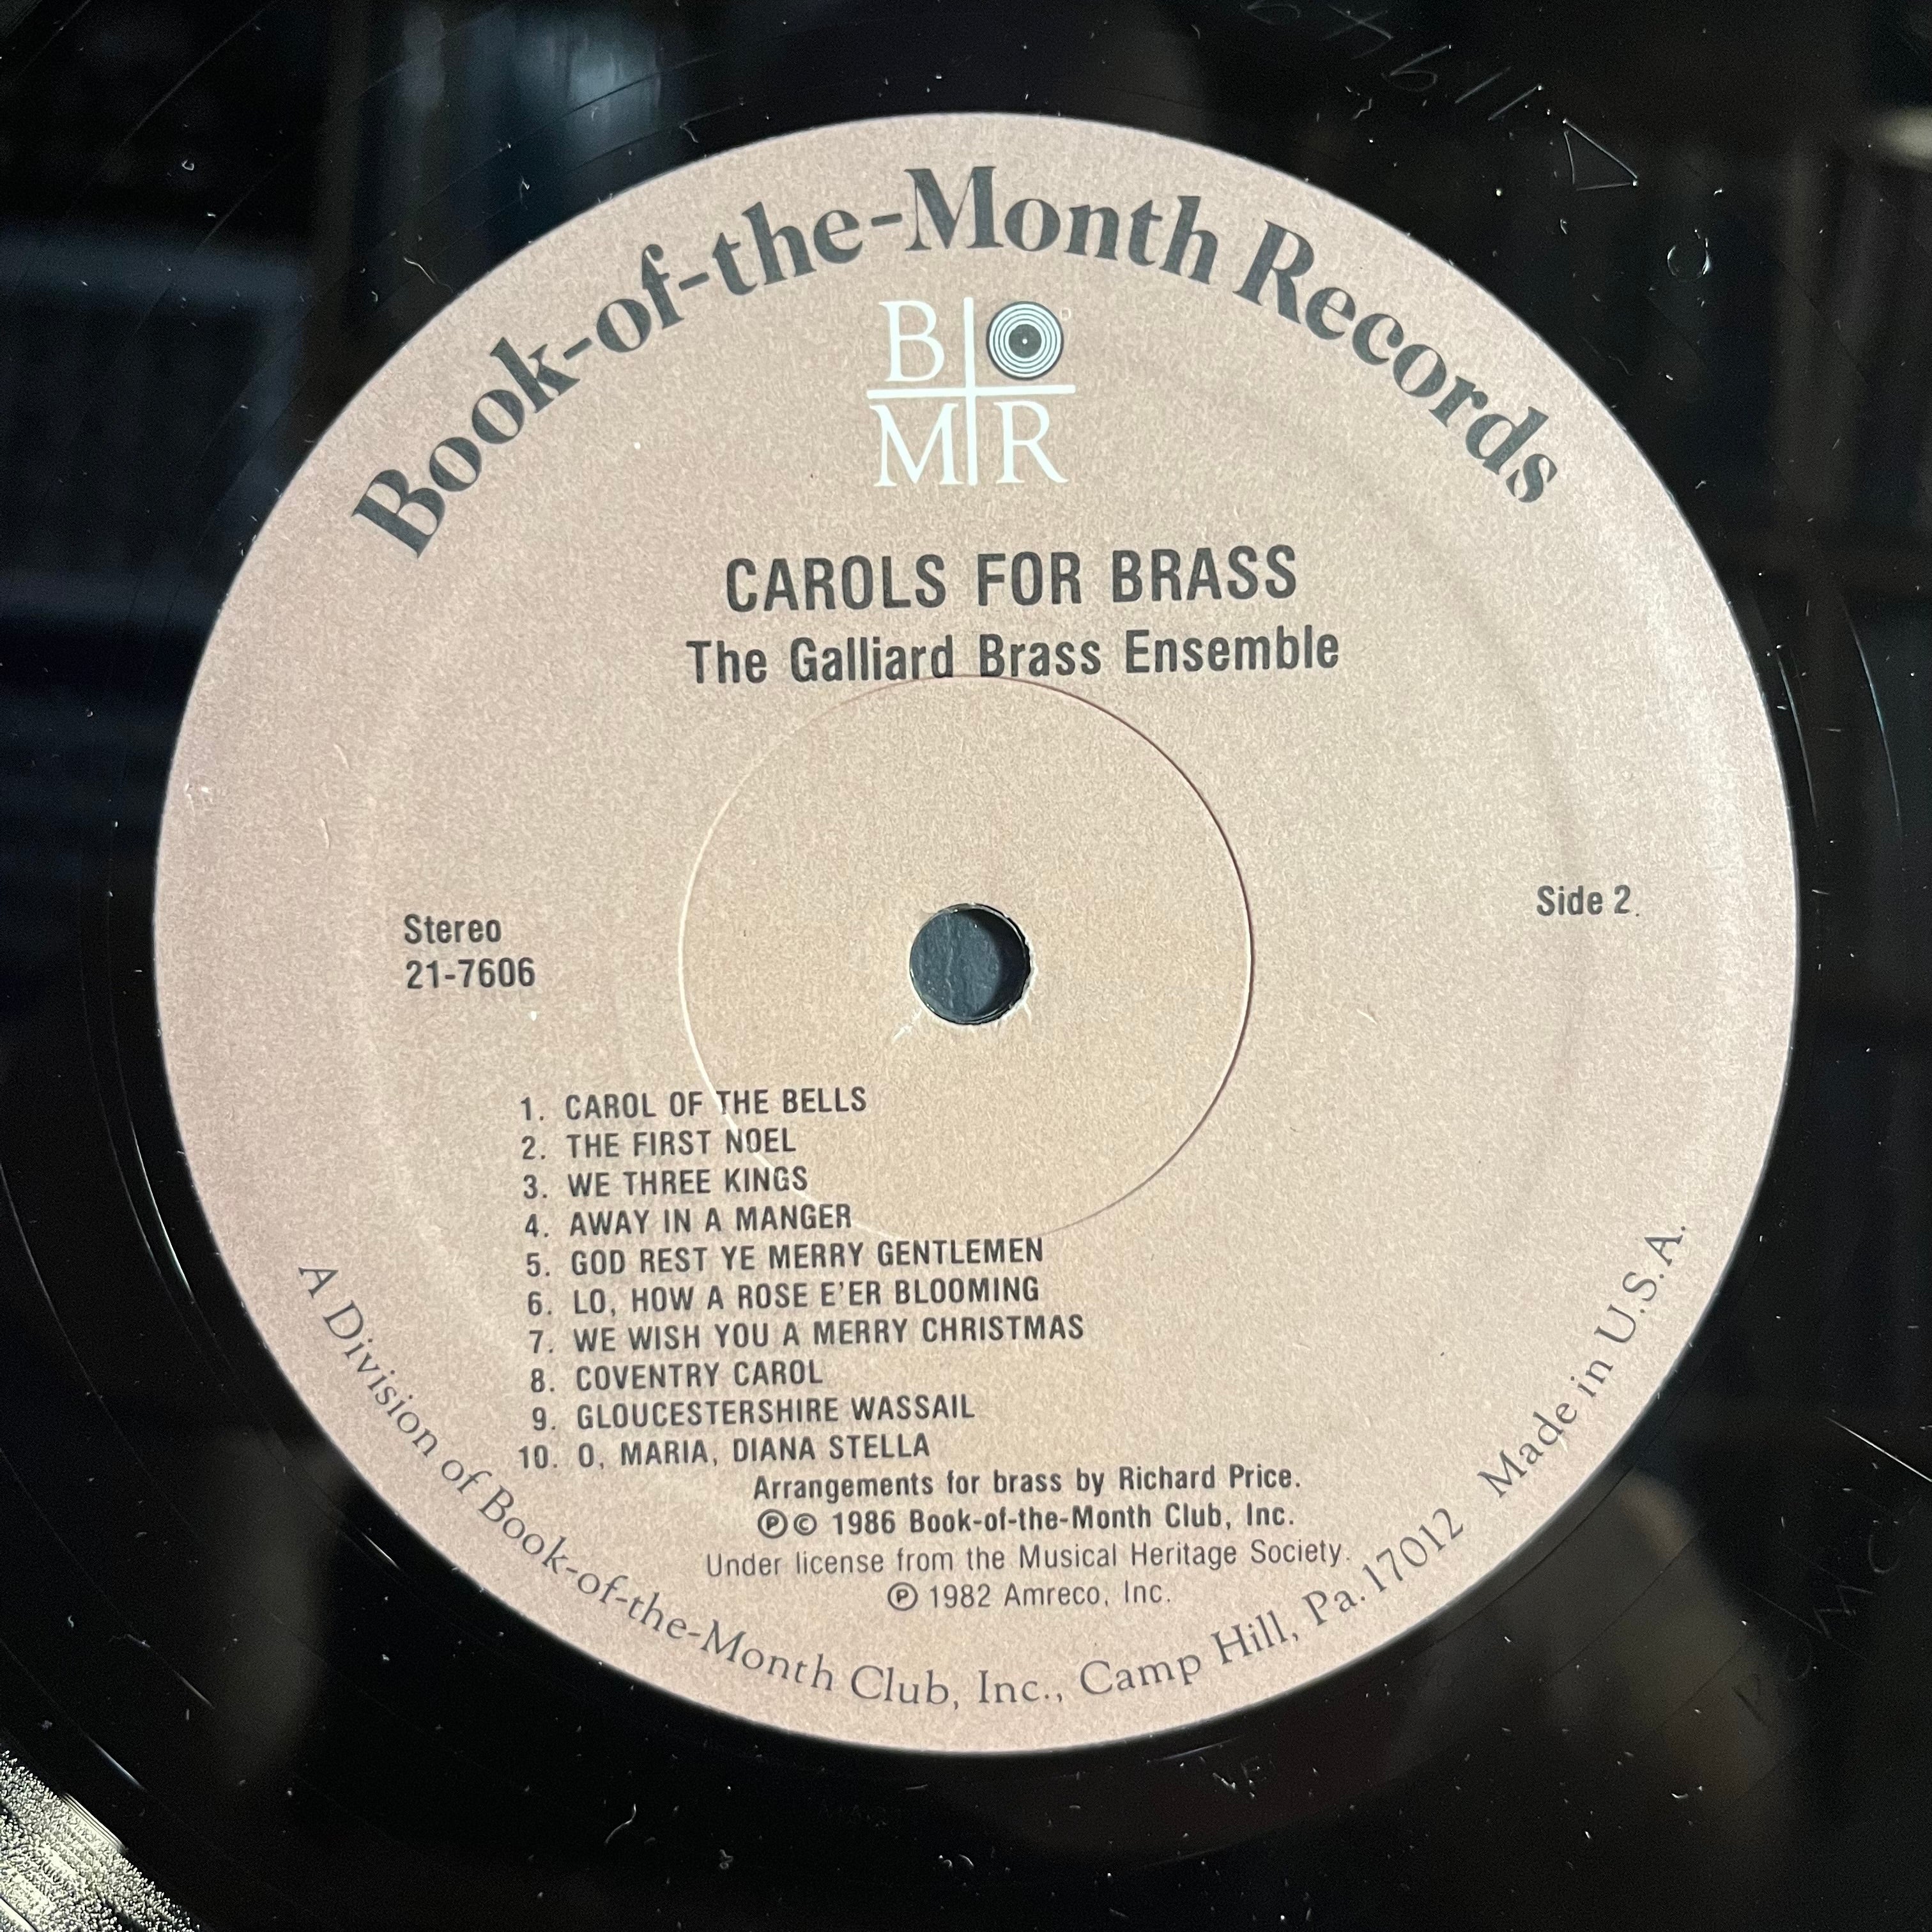 Book-of-the-Month Records
B O
M R
CAROLS FOR BRASS
The Galliard Brass Ensemble
Stereo
21-7606
Side 2.
1. CAROL OF THE BELLS
2. THE FIRST NOEL
3. WE THREE KINGS
4. AWAY IN A MANGER
5. GOD REST YE MERRY GENTLEMEN
6. LO, HOW A ROSE E'ER BLOOMING
7. WE WISH YOU A MERRY CHRISTMAS
8. COVENTRY CAROL
9. GLOUCESTERSHIRE WASSAIL
10. O, MARIA, DIANA STELLA
Arrangements for brass by Richard Price.
℗© 1986 Book-of-the-Month Club, Inc.
Under license from the Musical Heritage Society.
℗ 1982 Amreco, Inc.
A Division of Book-of-the-Month Club, Inc., Camp Hill, Pa. 17012 Made in U.S.A.